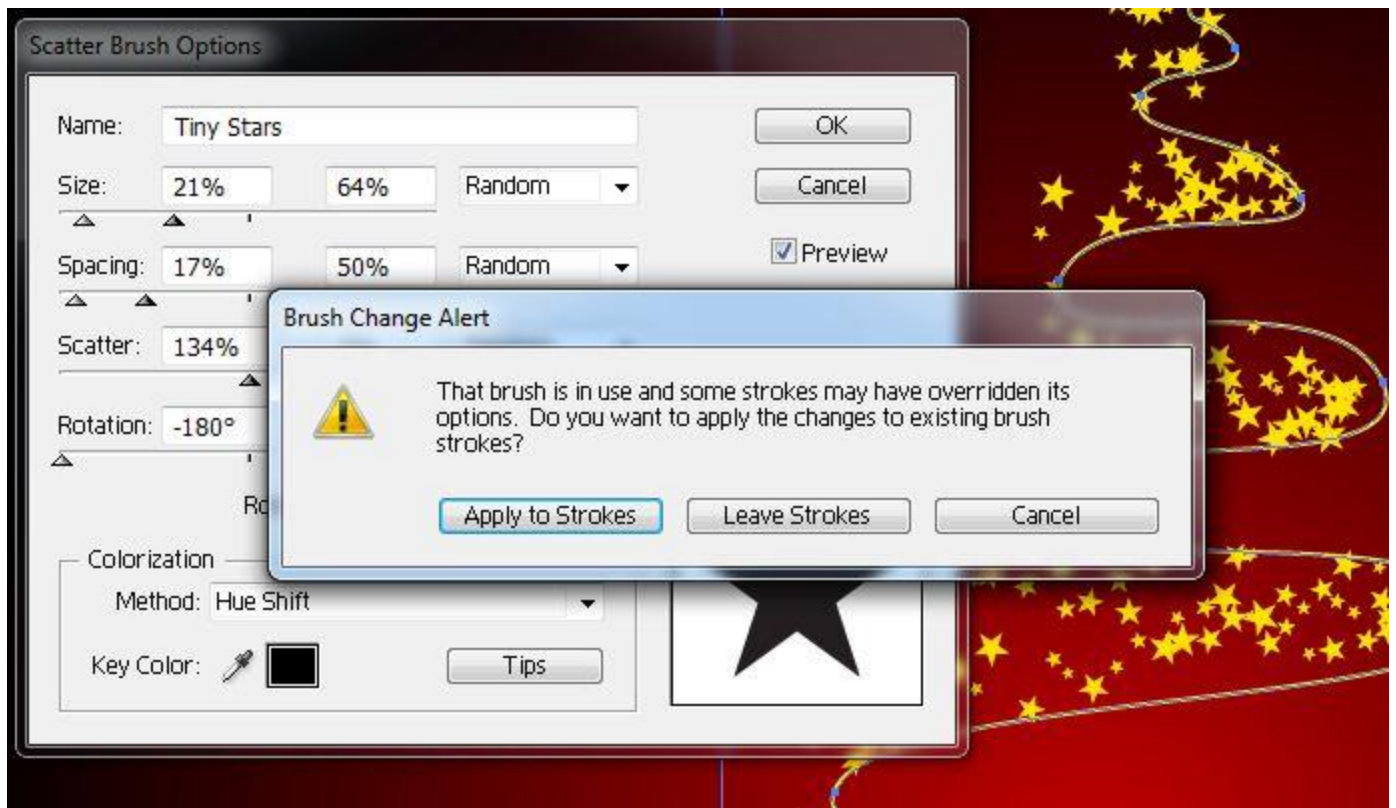 Scatter Brush Options
Name: Tiny Stars
OK
Size: 21% 64% Random
Cancel
Spacing: 17% 50% Random
Preview
Brush Change Alert
Scatter: 134%
That brush is in use and some strokes may have overridden its
options. Do you want to apply the changes to existing brush
strokes?
Rotation: -180°
Apply to Strokes Leave Strokes Cancel
Colorization
Method: Hue Shift
Key Color: Tips